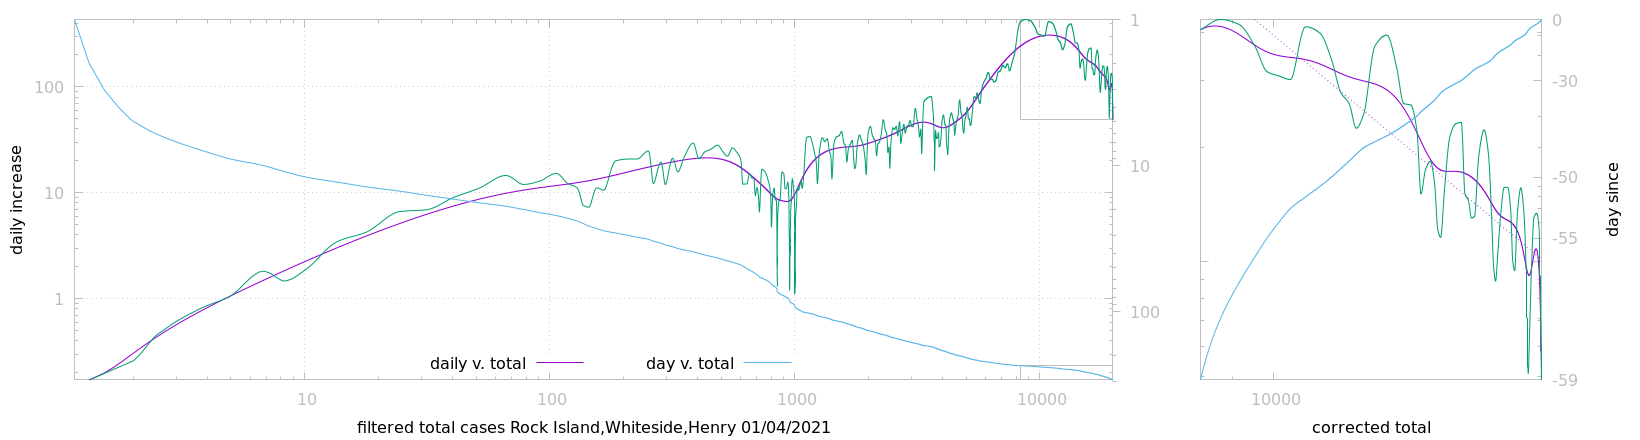 daily increase
100
10
1
1
10
100
daily v. total
day v. total
10
100
1000
10000
filtered total cases Rock Island,Whiteside,Henry 01/04/2021
0
-30
-50
-55
-59
day since
10000
corrected total